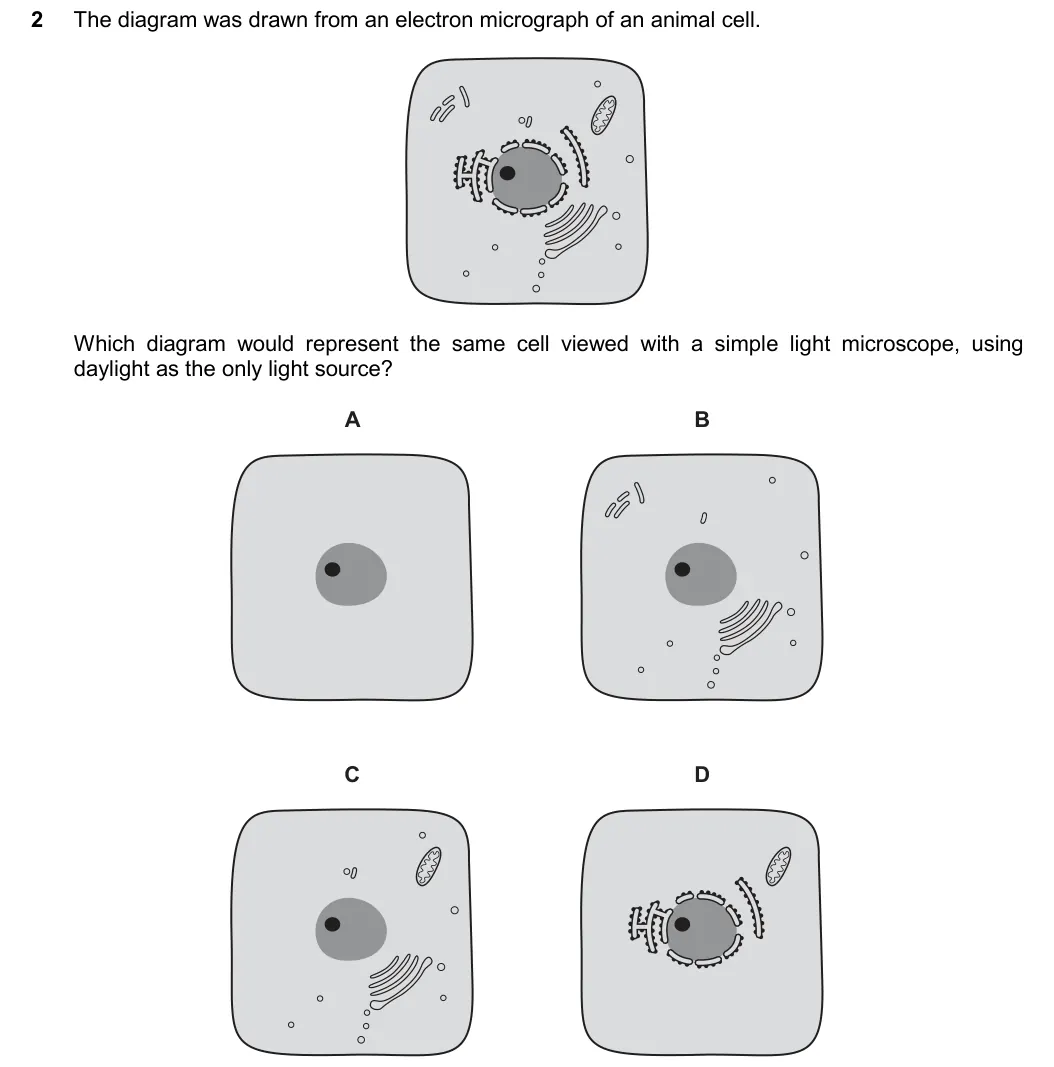 2 The diagram was drawn from an electron micrograph of an animal cell.
Which diagram would represent the same cell viewed with a simple light microscope, using
daylight as the only light source?
A B
C D